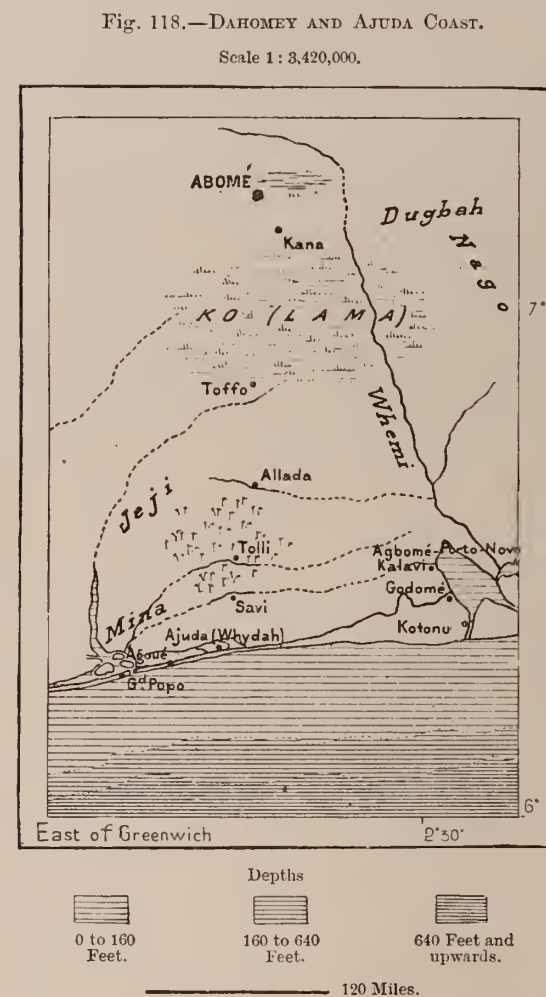 Fig. 118.—Dahomey and Ajuda Coast.
Scale 1 : 3,420,000.
ABOMÉ
Dugbah
Nago
Kana
7°
KO (LAMA)
Toffo
Whemi
Allada
Jeji
Tolli
Agbomé-
Porto-Novo
Kalavi
Godomé
Savi
Mina
Ajuda (Whydah)
Kotonu
Agoué
Gd. Popo
6°
East of Greenwich
2°30'
Depths
0 to 160
Feet.
160 to 640
Feet.
640 Feet and
upwards.
120 Miles.